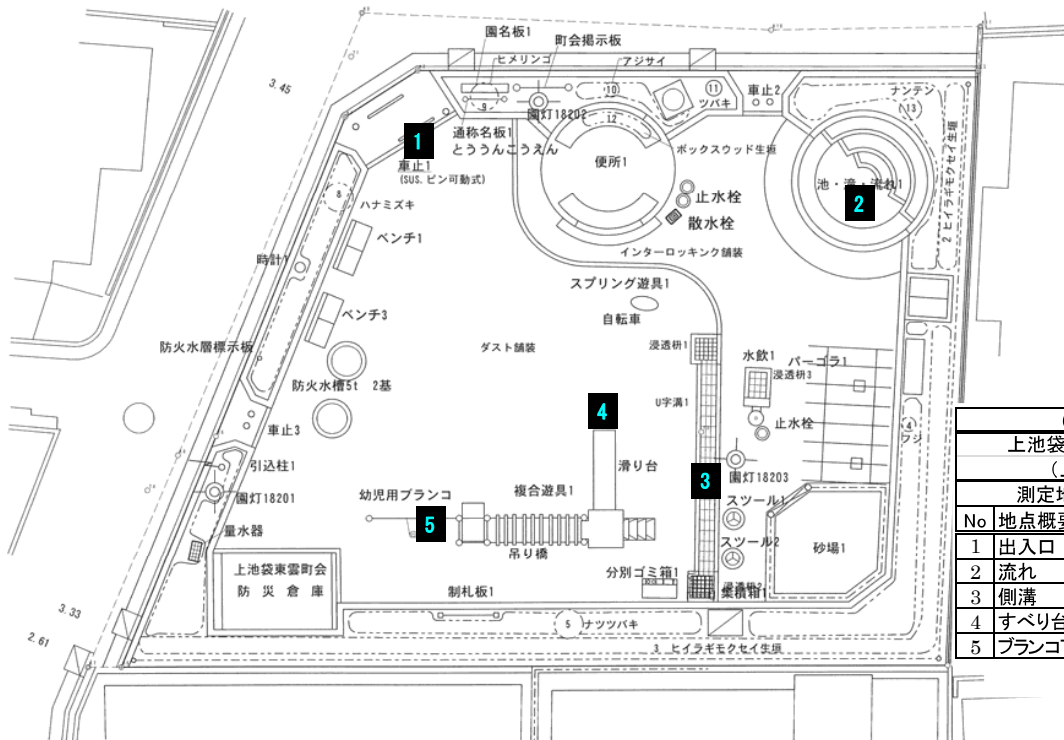 園名板1
町会掲示板
ヒメリンゴ
アジサイ
ナンテン
3.45
9
10
11
ツバキ
車止2
13
園灯18202
12
通称名板1
とううんこうえん
1
車止1
(SUS.ピン可動式)
便所1
ボックスウッド生垣
池・滝・流れ1
2
2 ヒイラギモクセイ生垣
8
ハナミズキ
止水栓
散水栓
ベンチ1
インターロッキング舗装
時計1
スプリング遊具1
自転車
ベンチ3
防火水層標示板
ダスト舗装
浸透枡1
水飲1
パーゴラ1
浸透枡3
防火水槽5t 2基
U字溝1
4
止水栓
車止3
4
フジ
引込柱1
滑り台
3
園灯18203
園灯18201
幼児用ブランコ
複合遊具1
スツール1
5
量水器
吊り橋
スツール2
砂場1
上池袋東雲町会
防災倉庫
分別ゴミ箱1
浸透枡2
集積箱1
制札板1
3.33
2.61
5
ナツツバキ
3 ヒイラギモクセイ生垣
上池袋
測定地
No 地点概要
1 出入口
2 流れ
3 側溝
4 すべり台
5 ブランコ